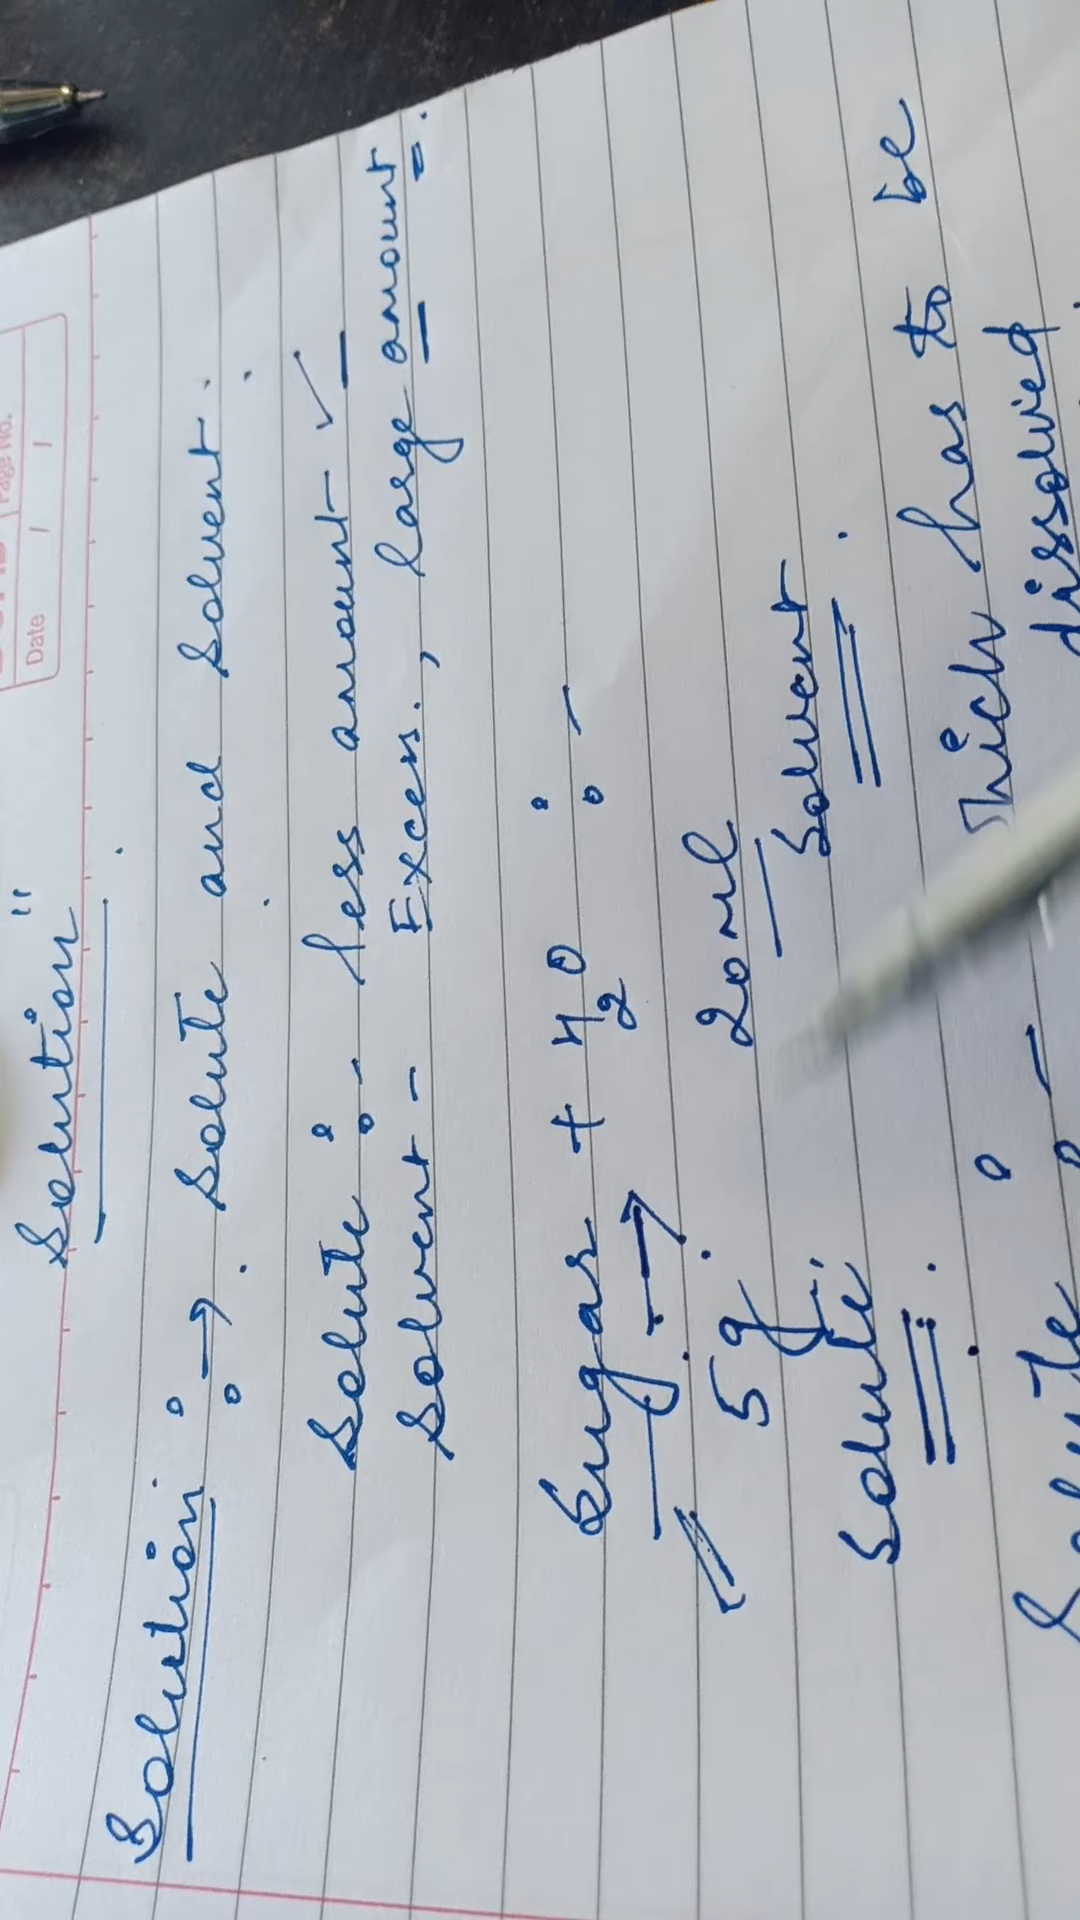 Page No.
Date / /
Solution"
Solution :→ Solute and Solvent.
Solute :- less amount- ✓
Solvent - Excess., large amount.
Sugar + H2O :-
5g. 20ml
Solute, Solvent
Solute :- Which has to be
dissolved